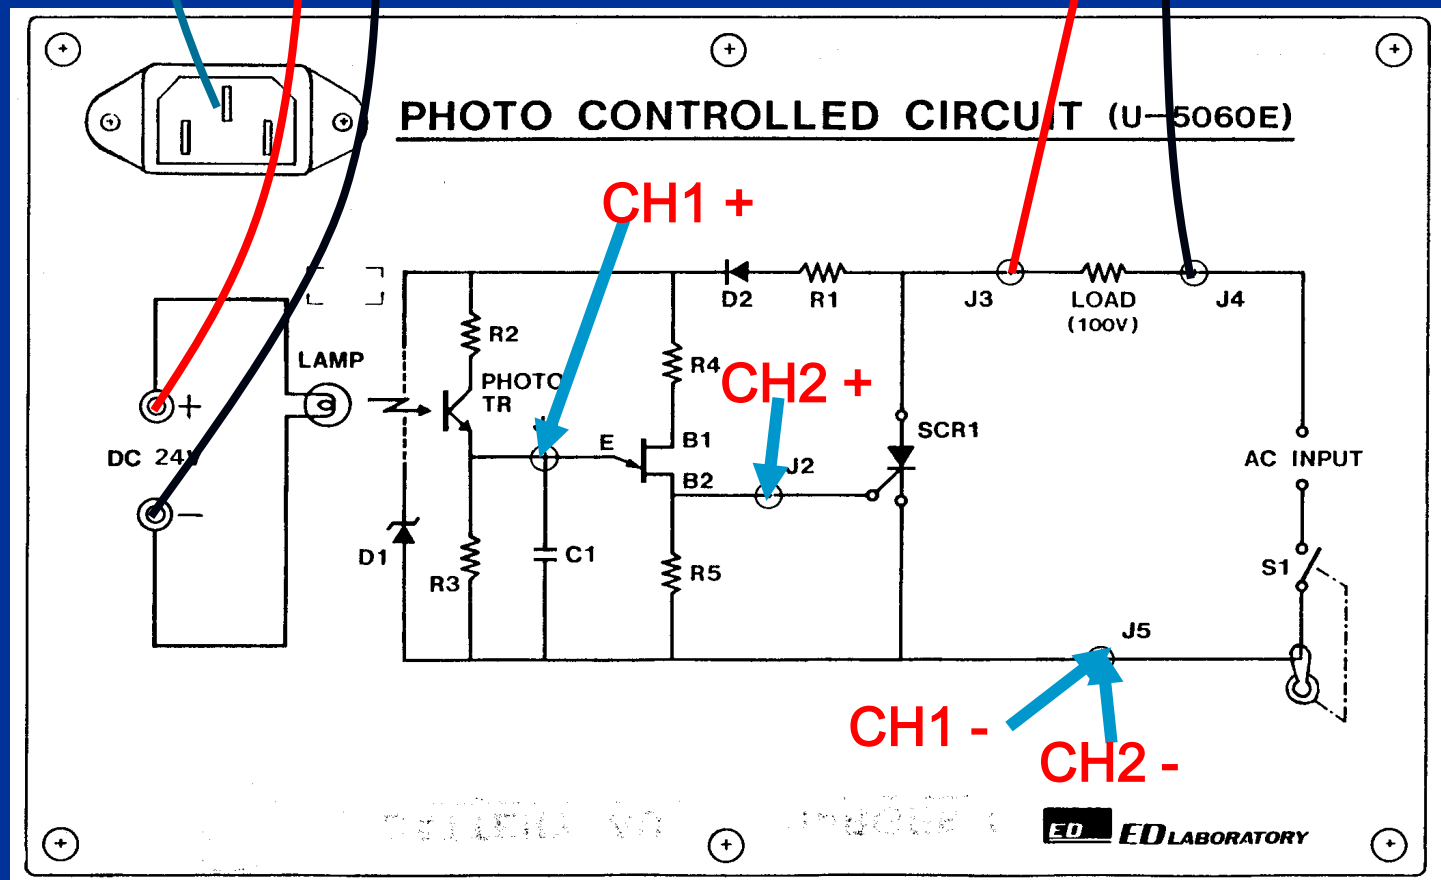 PHOTO CONTROLLED CIRCUIT (U-5060E)
CH1 +
D2
R1
J3
LOAD
(100V)
J4
R2
LAMP
R4
PHOTO
TR
CH2 +
+
DC 24V
E
B1
B2
J2
SCR1
AC INPUT
−
D1
R3
C1
R5
S1
J5
CH1 -
CH2 -
ED ED LABORATORY